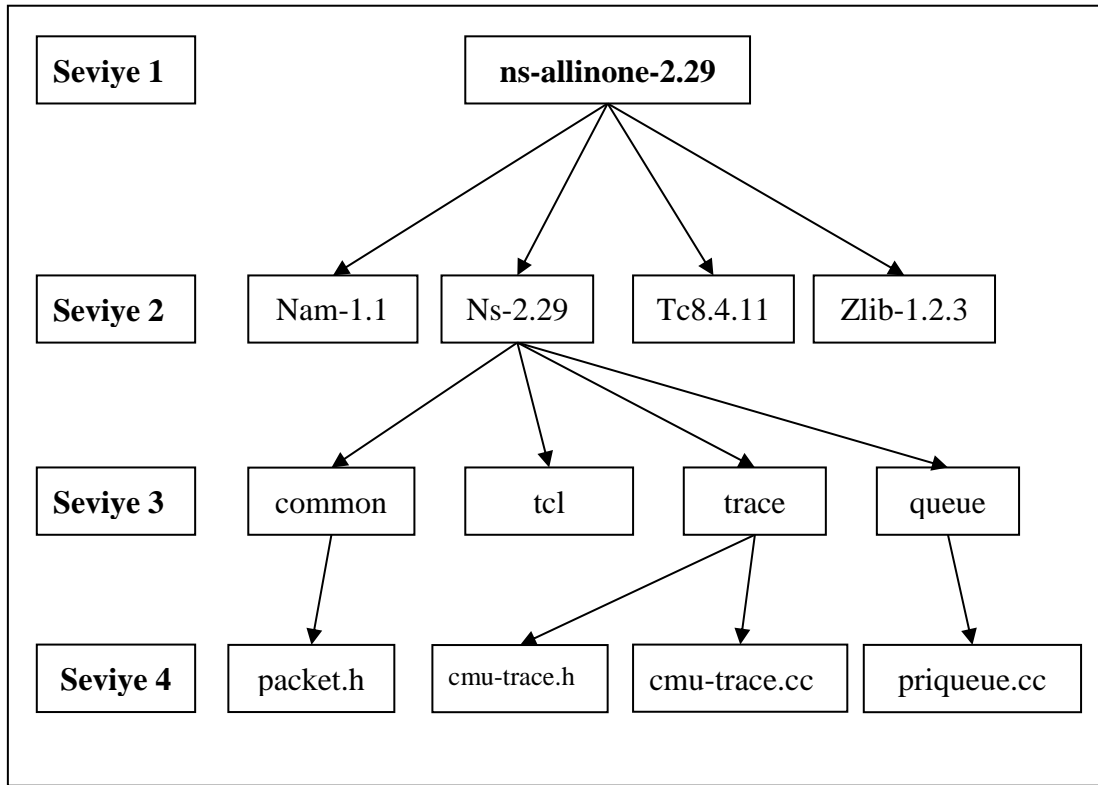 Seviye 1
ns-allinone-2.29
Seviye 2
Nam-1.1
Ns-2.29
Tc8.4.11
Zlib-1.2.3
Seviye 3
common
tcl
trace
queue
Seviye 4
packet.h
cmu-trace.h
cmu-trace.cc
priqueue.cc